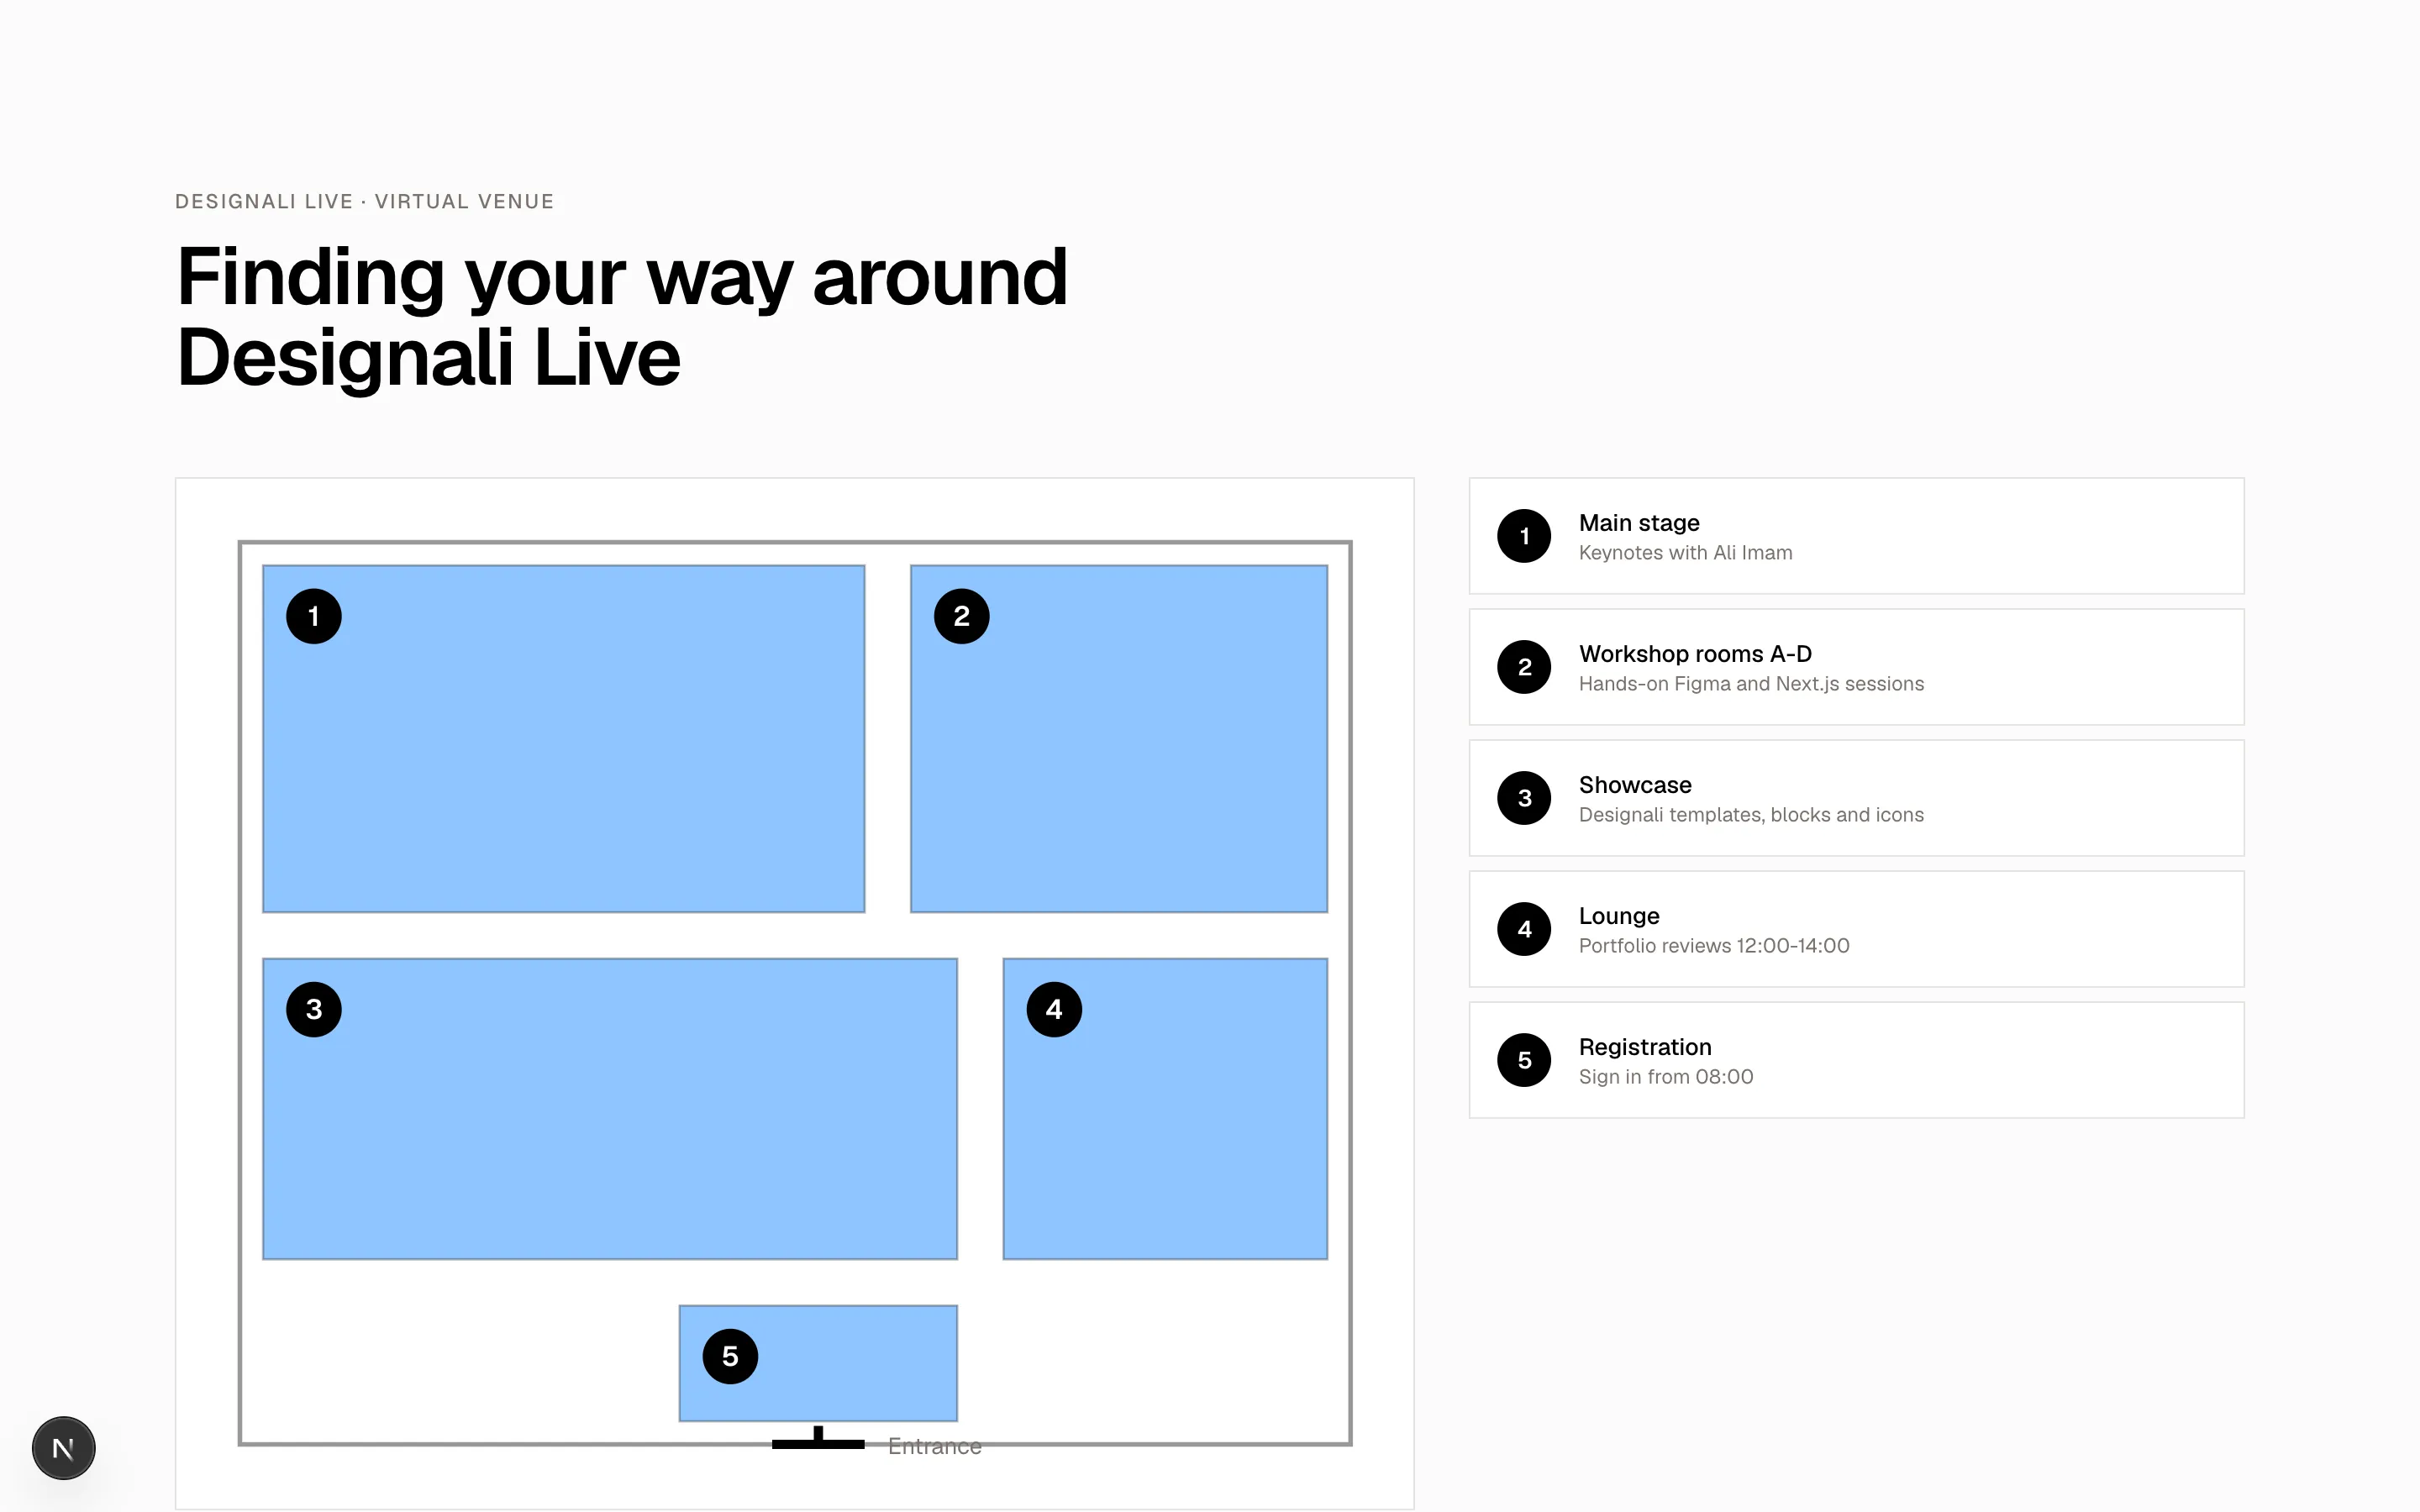 DESIGNALI LIVE · VIRTUAL VENUE
Finding your way around
Designali Live
1
2
3
4
5
Entrance
1
Main stage
Keynotes with Ali Imam
2
Workshop rooms A-D
Hands-on Figma and Next.js sessions
3
Showcase
Designali templates, blocks and icons
4
Lounge
Portfolio reviews 12:00-14:00
5
Registration
Sign in from 08:00
N